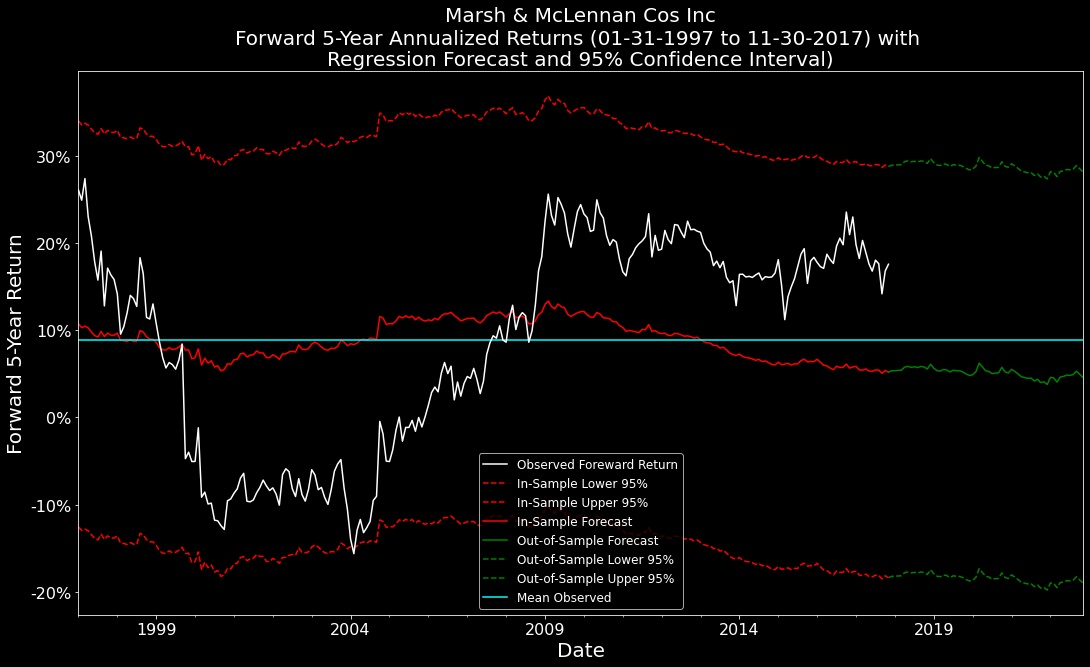 Marsh & McLennan Cos Inc
Forward 5-Year Annualized Returns (01-31-1997 to 11-30-2017) with
Regression Forecast and 95% Confidence Interval)
Forward 5-Year Return
30%
20%
10%
0%
-10%
-20%
Observed Foreward Return
In-Sample Lower 95%
In-Sample Upper 95%
In-Sample Forecast
Out-of-Sample Forecast
Out-of-Sample Lower 95%
Out-of-Sample Upper 95%
Mean Observed
1999
2004
2009
2014
2019
Date